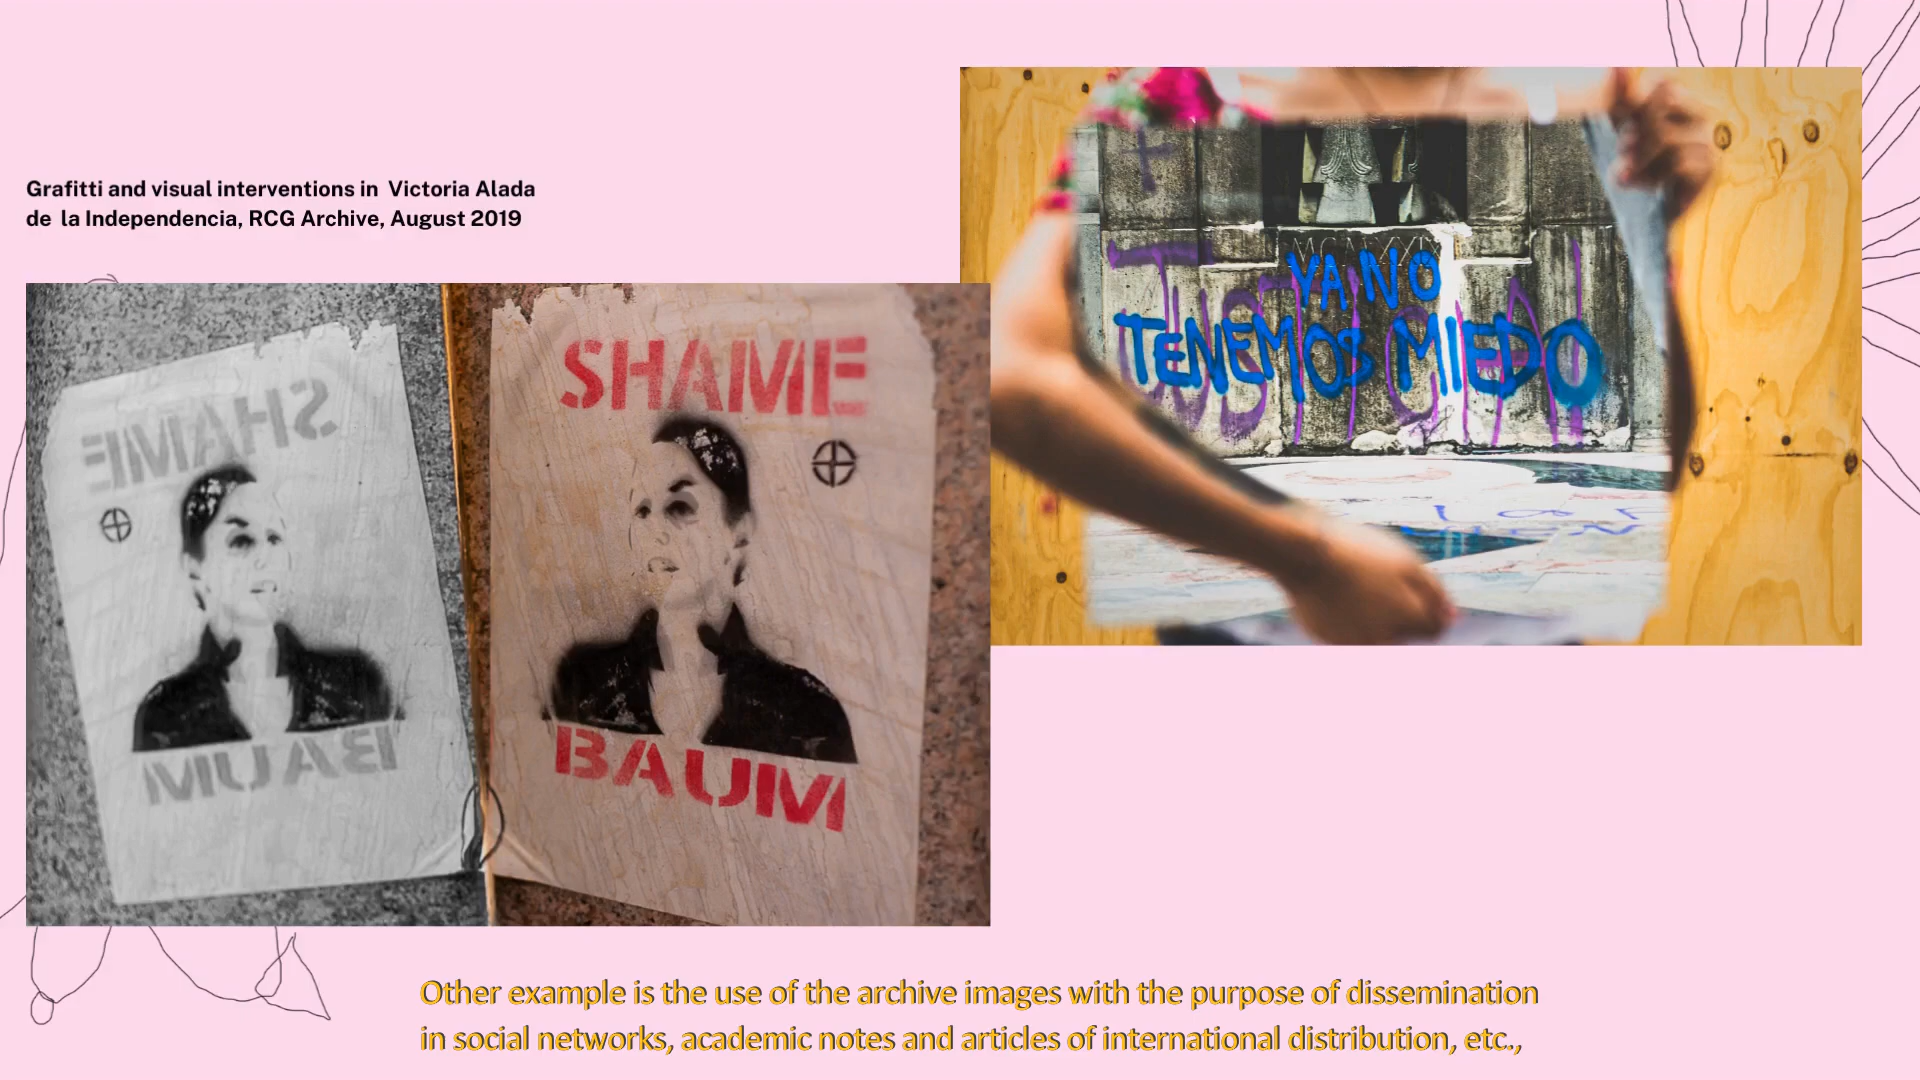 Grafitti and visual interventions in Victoria Alada
de la Independencia, RCG Archive, August 2019
SHAME
BAUM
SHAME
BAUM
YA NO
TENEMOS MIEDO
JUSTICIA!
Other example is the use of the archive images with the purpose of dissemination
in social networks, academic notes and articles of international distribution, etc.,